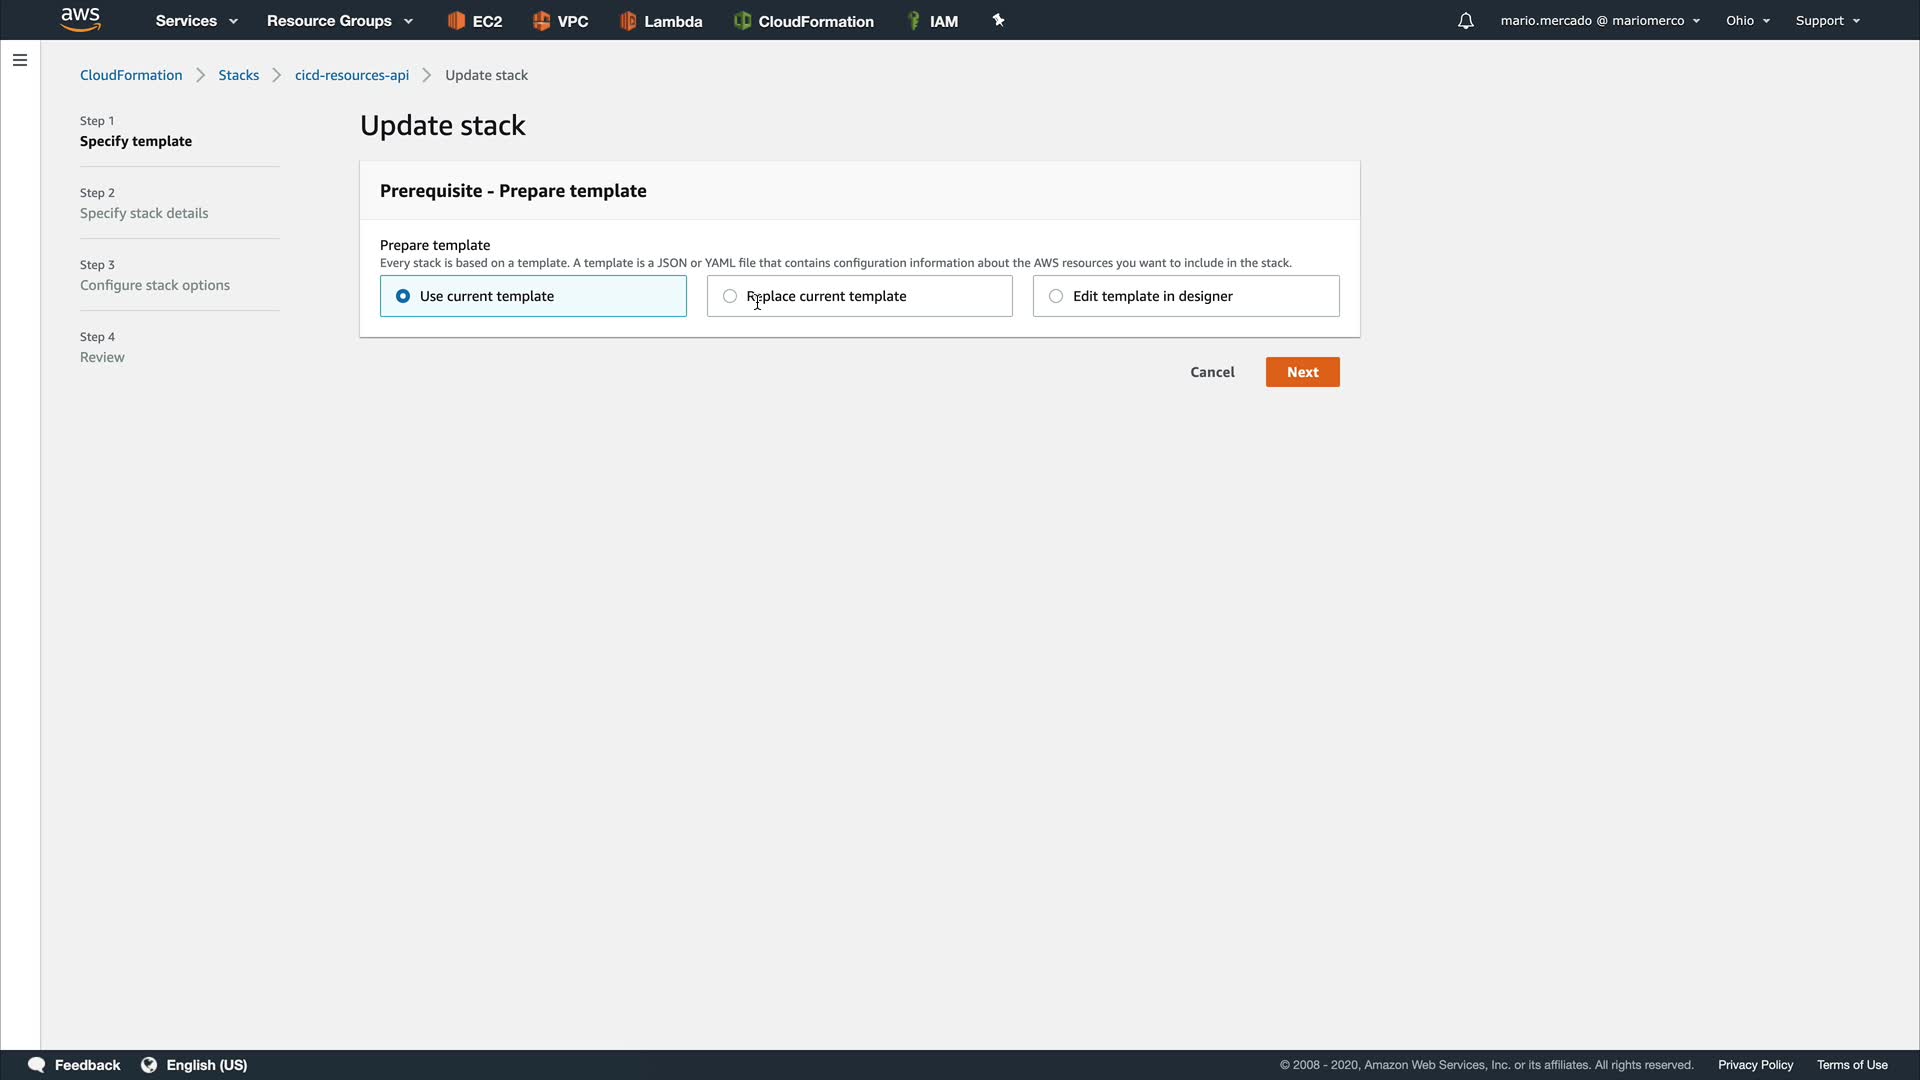 aws Services Resource Groups EC2 VPC Lambda CloudFormation IAM mario.mercado @ mariomerco Ohio Support
CloudFormation Stacks cicd-resources-api Update stack
Step 1
Specify template
Step 2
Specify stack details
Step 3
Configure stack options
Step 4
Review
Update stack
Prerequisite - Prepare template
Prepare template
Every stack is based on a template. A template is a JSON or YAML file that contains configuration information about the AWS resources you want to include in the stack.
Use current template Replace current template Edit template in designer
Cancel Next
Feedback English (US) © 2008 - 2020, Amazon Web Services, Inc. or its affiliates. All rights reserved. Privacy Policy Terms of Use